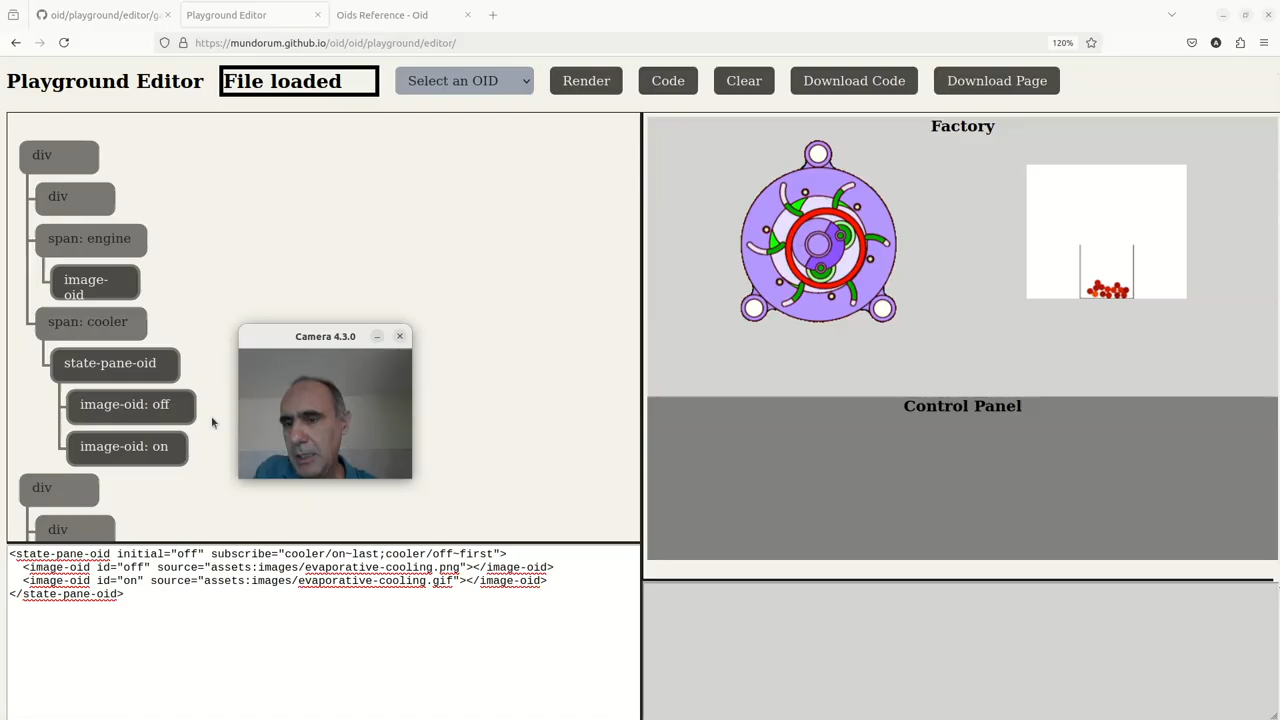 oid/playground/editor/g
Playground Editor
Oids Reference - Oid
https://mundorum.github.io/oid/oid/playground/editor/
120%
Playground Editor
File loaded
Select an OID
Render
Code
Clear
Download Code
Download Page
div
div
span: engine
image-
oid
span: cooler
state-pane-oid
image-oid: off
image-oid: on
div
div
Camera 4.3.0
Factory
Control Panel
<state-pane-oid initial="off" subscribe="cooler/on~last;cooler/off~first">
<image-oid id="off" source="assets:images/evaporative-cooling.png"></image-oid>
<image-oid id="on" source="assets:images/evaporative-cooling.gif"></image-oid>
</state-pane-oid>